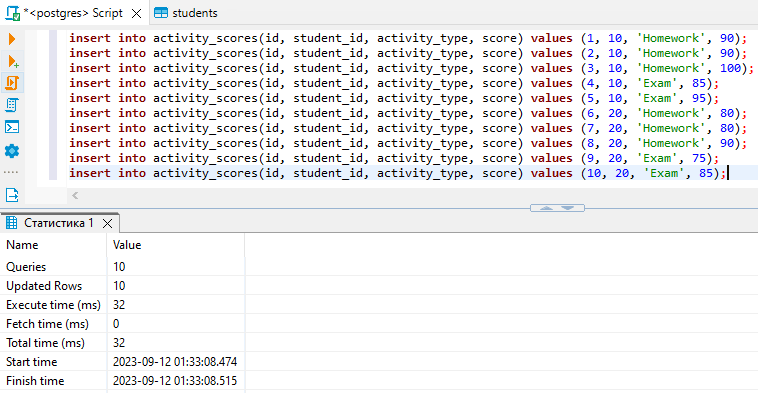 *<postgres> Script
students
insert into activity_scores(id, student_id, activity_type, score) values (1, 10, 'Homework', 90);
insert into activity_scores(id, student_id, activity_type, score) values (2, 10, 'Homework', 90);
insert into activity_scores(id, student_id, activity_type, score) values (3, 10, 'Homework', 100);
insert into activity_scores(id, student_id, activity_type, score) values (4, 10, 'Exam', 85);
insert into activity_scores(id, student_id, activity_type, score) values (5, 10, 'Exam', 95);
insert into activity_scores(id, student_id, activity_type, score) values (6, 20, 'Homework', 80);
insert into activity_scores(id, student_id, activity_type, score) values (7, 20, 'Homework', 80);
insert into activity_scores(id, student_id, activity_type, score) values (8, 20, 'Homework', 90);
insert into activity_scores(id, student_id, activity_type, score) values (9, 20, 'Exam', 75);
insert into activity_scores(id, student_id, activity_type, score) values (10, 20, 'Exam', 85);
Статистика 1
Name Value
Queries 10
Updated Rows 10
Execute time (ms) 32
Fetch time (ms) 0
Total time (ms) 32
Start time 2023-09-12 01:33:08.474
Finish time 2023-09-12 01:33:08.515